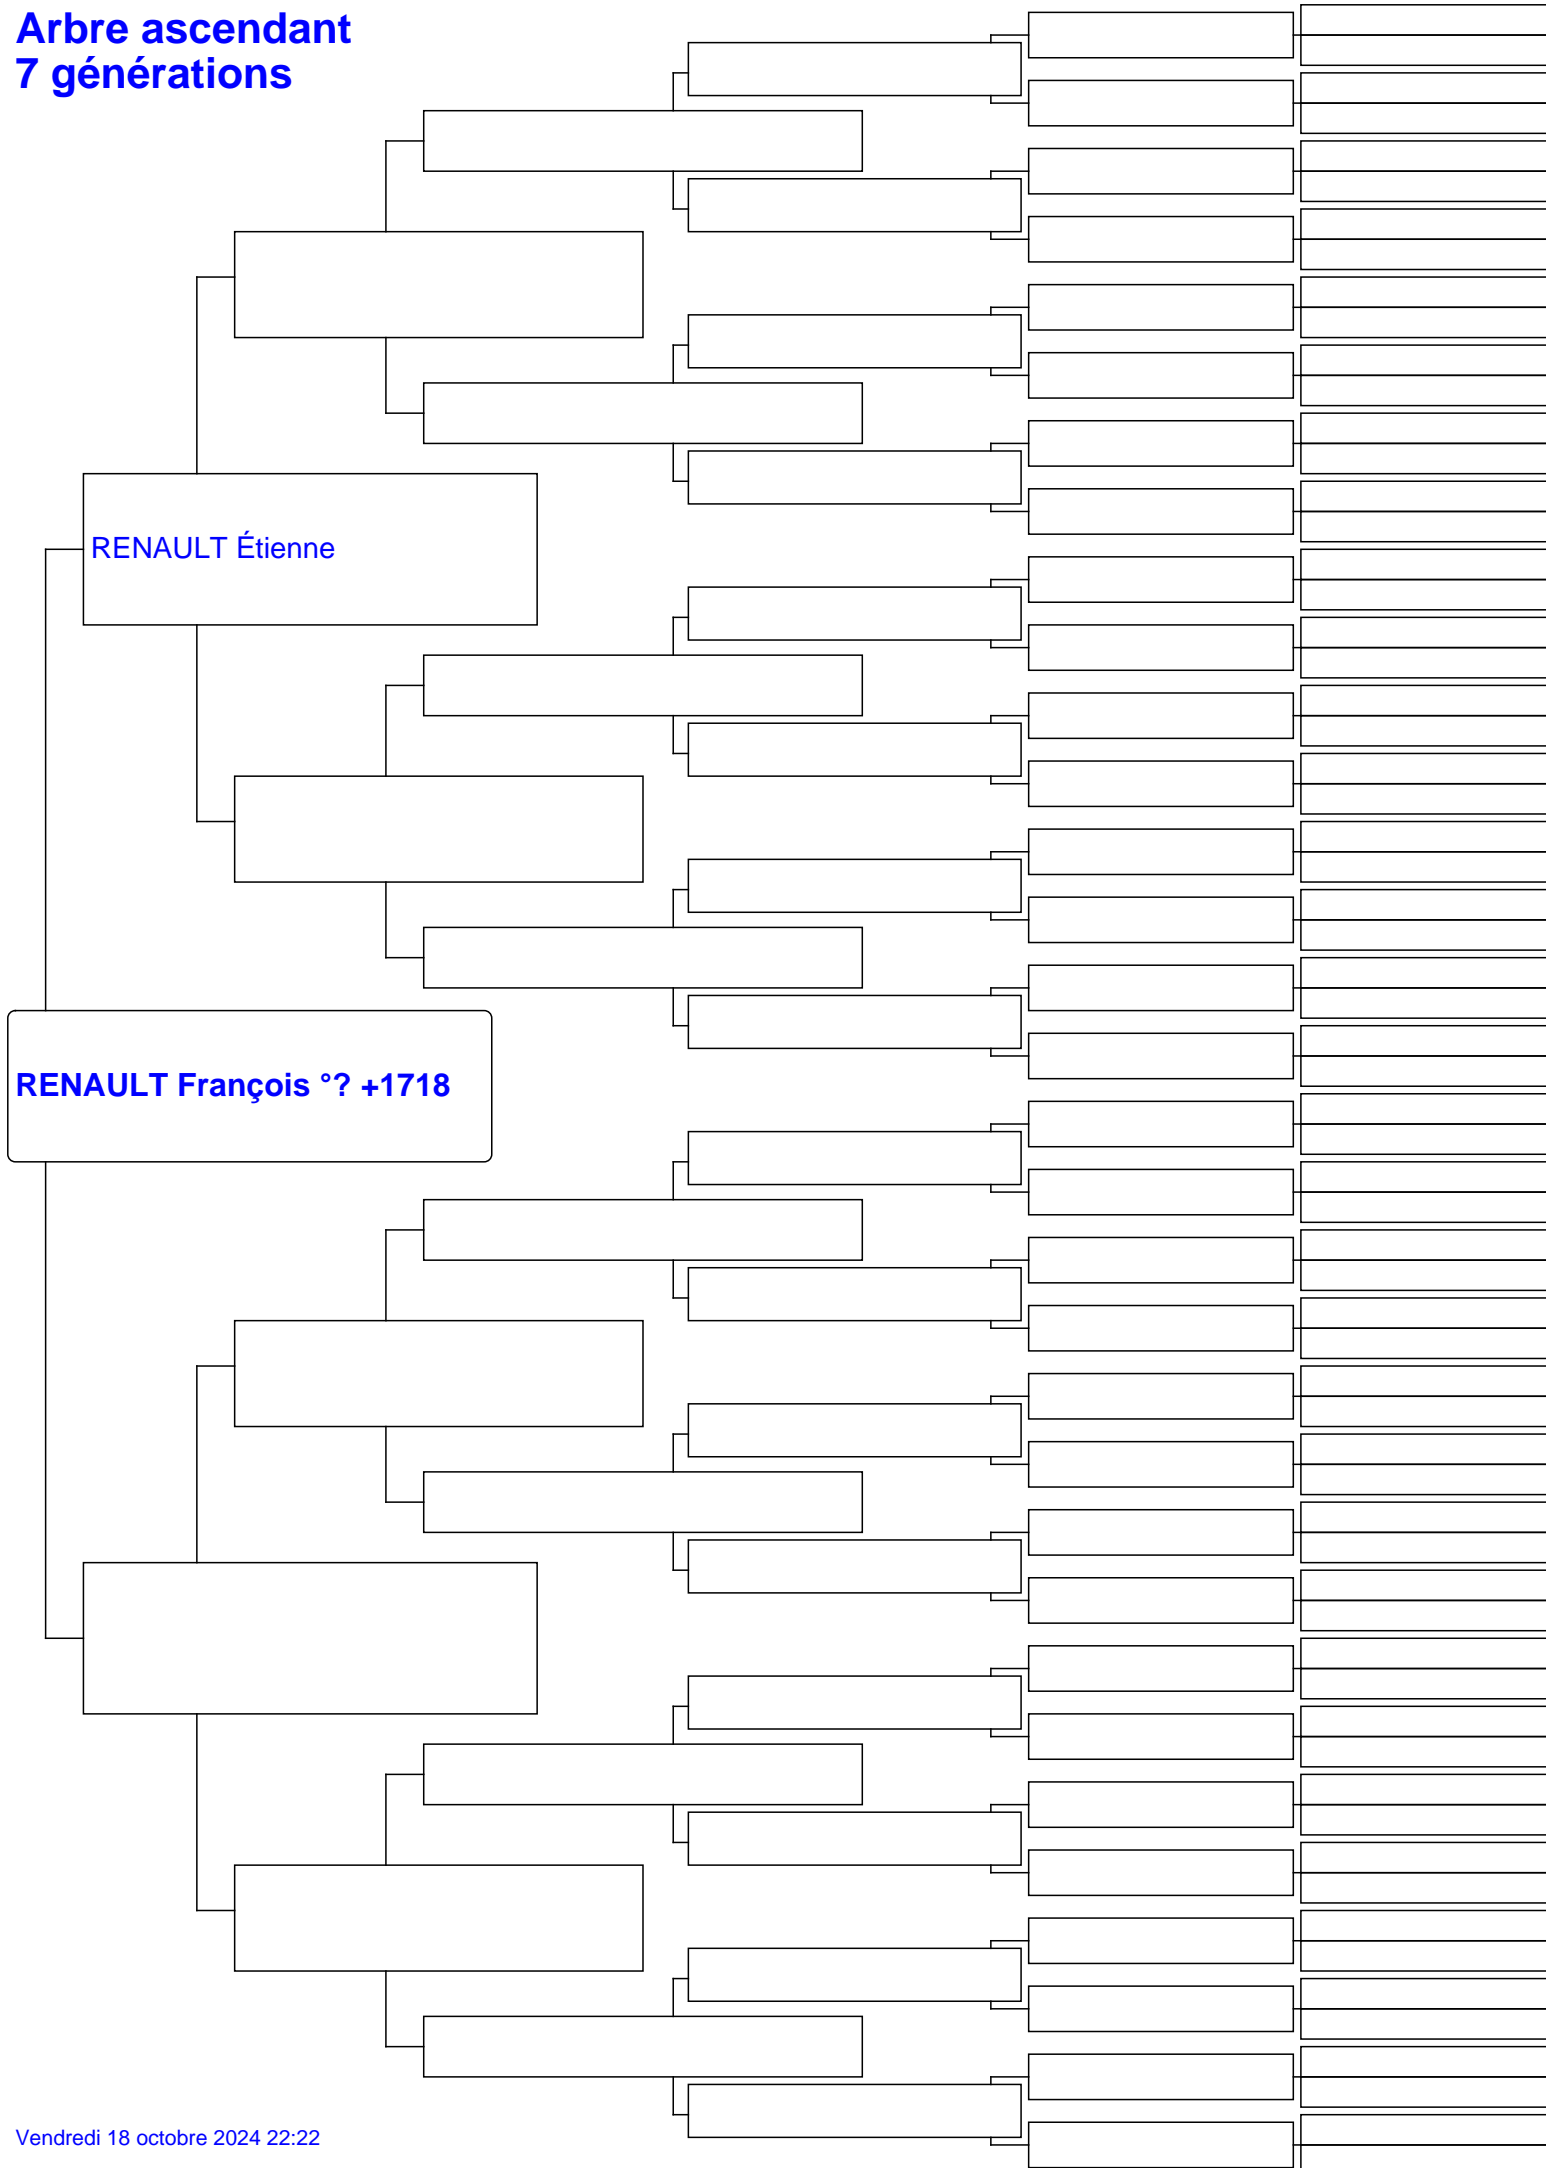 Arbre ascendant
7 générations
RENAULT Étienne
RENAULT François °? +1718
Vendredi 18 octobre 2024 22:22